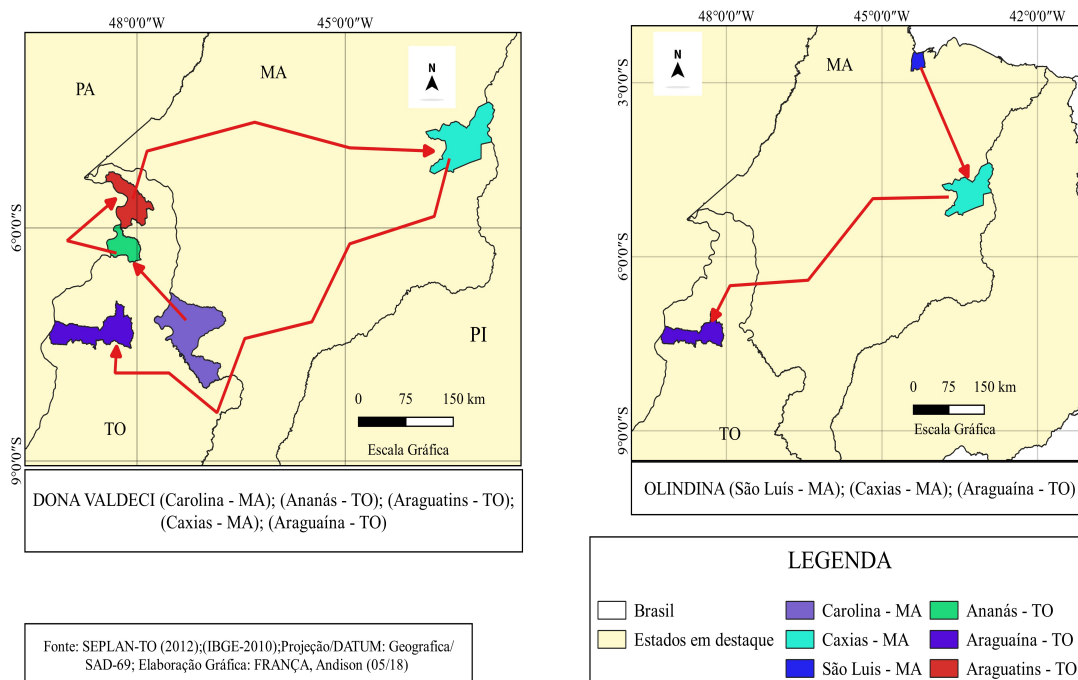 48°0'0"W
45°0'0"W
PA
MA
N
6°0'0"S
PI
0 75 150 km
Escala Gráfica
TO
9°0'0"S
DONA VALDECI (Carolina - MA); (Ananás - TO); (Araguatins - TO);
(Caxias - MA); (Araguaína - TO)
48°0'0"W
45°0'0"W
42°0'0"W
N
MA
3°0'0"S
6°0'0"S
0 75 150 km
Escala Gráfica
TO
9°0'0"S
OLINDINA (São Luís - MA); (Caxias - MA); (Araguaína - TO)
LEGENDA
Brasil
Estados em destaque
Carolina - MA
Caxias - MA
São Luis - MA
Ananás - TO
Araguaína - TO
Araguatins - TO
Fonte: SEPLAN-TO (2012);(IBGE-2010);Projeção/DATUM: Geografica/
SAD-69; Elaboração Gráfica: FRANÇA, Andison (05/18)